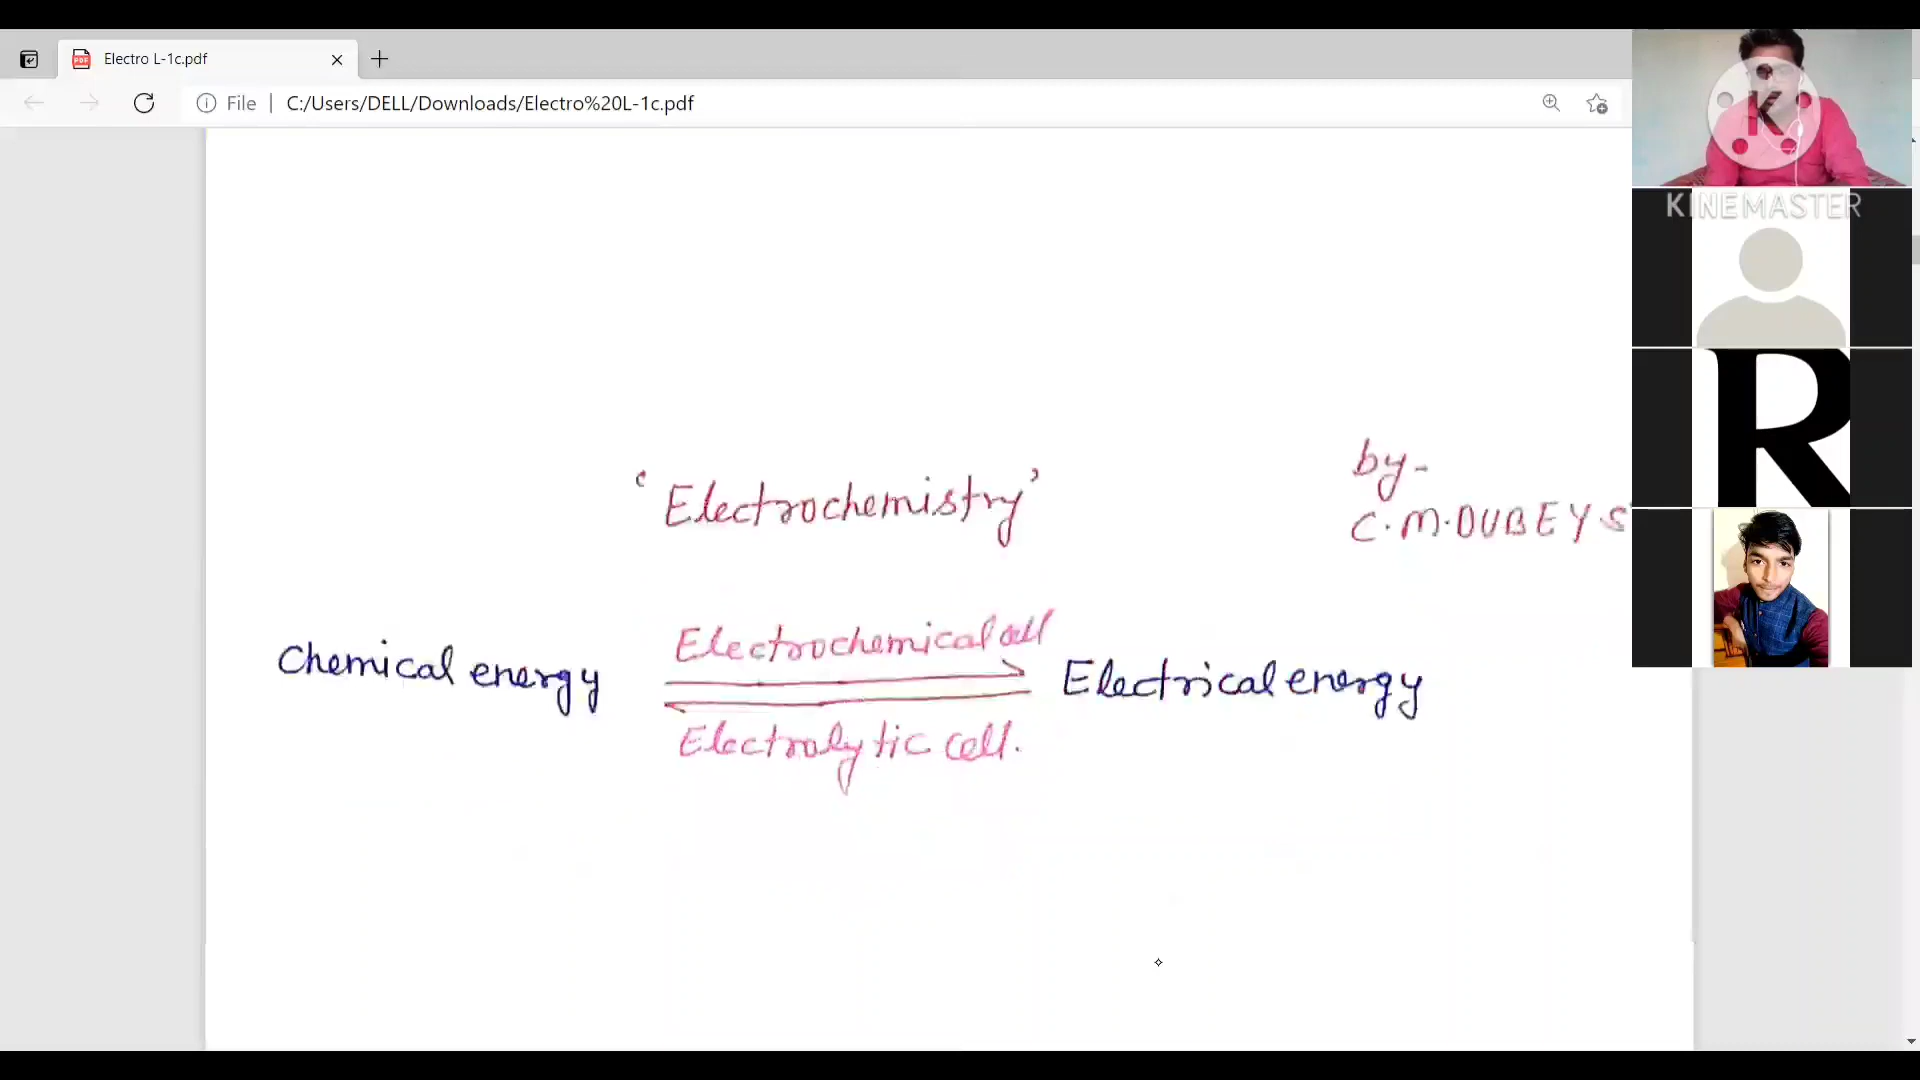 Electro L-1c.pdf
File | C:/Users/DELL/Downloads/Electro%20L-1c.pdf
K
KINEMASTER
R
by-
'Electrochemistry'
C.M.DUBEY S
Electrochemical cell
Chemical energy
Electrical energy
Electrolytic cell.